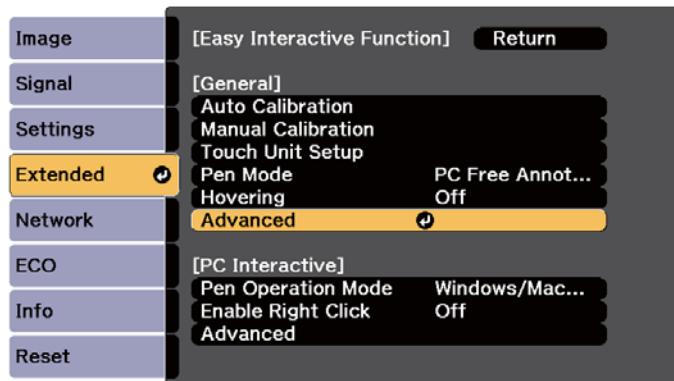 Image
Signal
Settings
Extended
Network
ECO
Info
Reset
[Easy Interactive Function] Return
[General]
Auto Calibration
Manual Calibration
Touch Unit Setup
Pen Mode PC Free Annot...
Hovering Off
Advanced
[PC Interactive]
Pen Operation Mode Windows/Mac...
Enable Right Click Off
Advanced